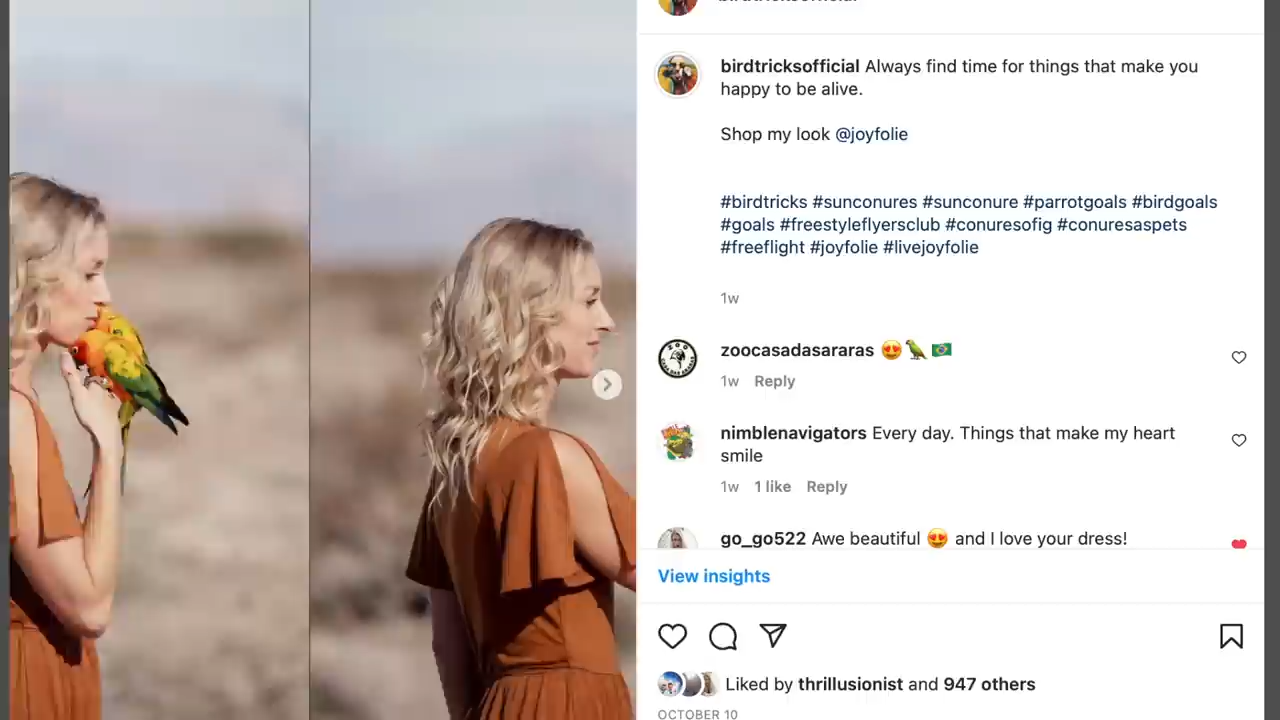 birdtricksofficial
birdtricksofficial Always find time for things that make you
happy to be alive.
Shop my look @joyfolie
#birdtricks #sunconures #sunconure #parrotgoals #birdgoals
#goals #freestyleflyersclub #conuresofig #conuresaspets
#freeflight #joyfolie #livejoyfolie
1w
zoocasadasararas 😍🦜🇧🇷
1w Reply
nimblenavigators Every day. Things that make my heart
smile
1w 1 like Reply
go_go522 Awe beautiful 😍 and I love your dress!
View insights
Liked by thrillusionist and 947 others
OCTOBER 10